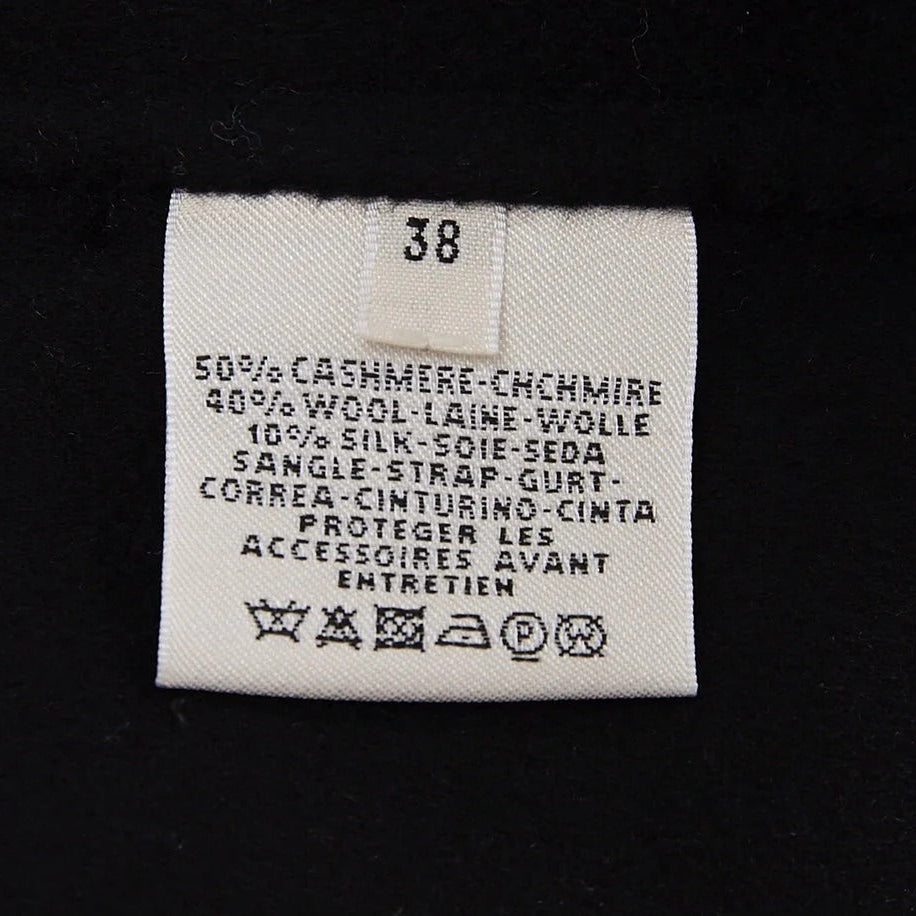 38
50% CASHMERE-CHCHMIRE
40% WOOL-LAINE-WOLLE
10% SILK-SOIE-SEDA
SANGLE-STRAP-GURT-
CORREA-CINTURINO-CINTA
PROTEGER LES
ACCESSOIRES AVANT
ENTRETIEN
P W